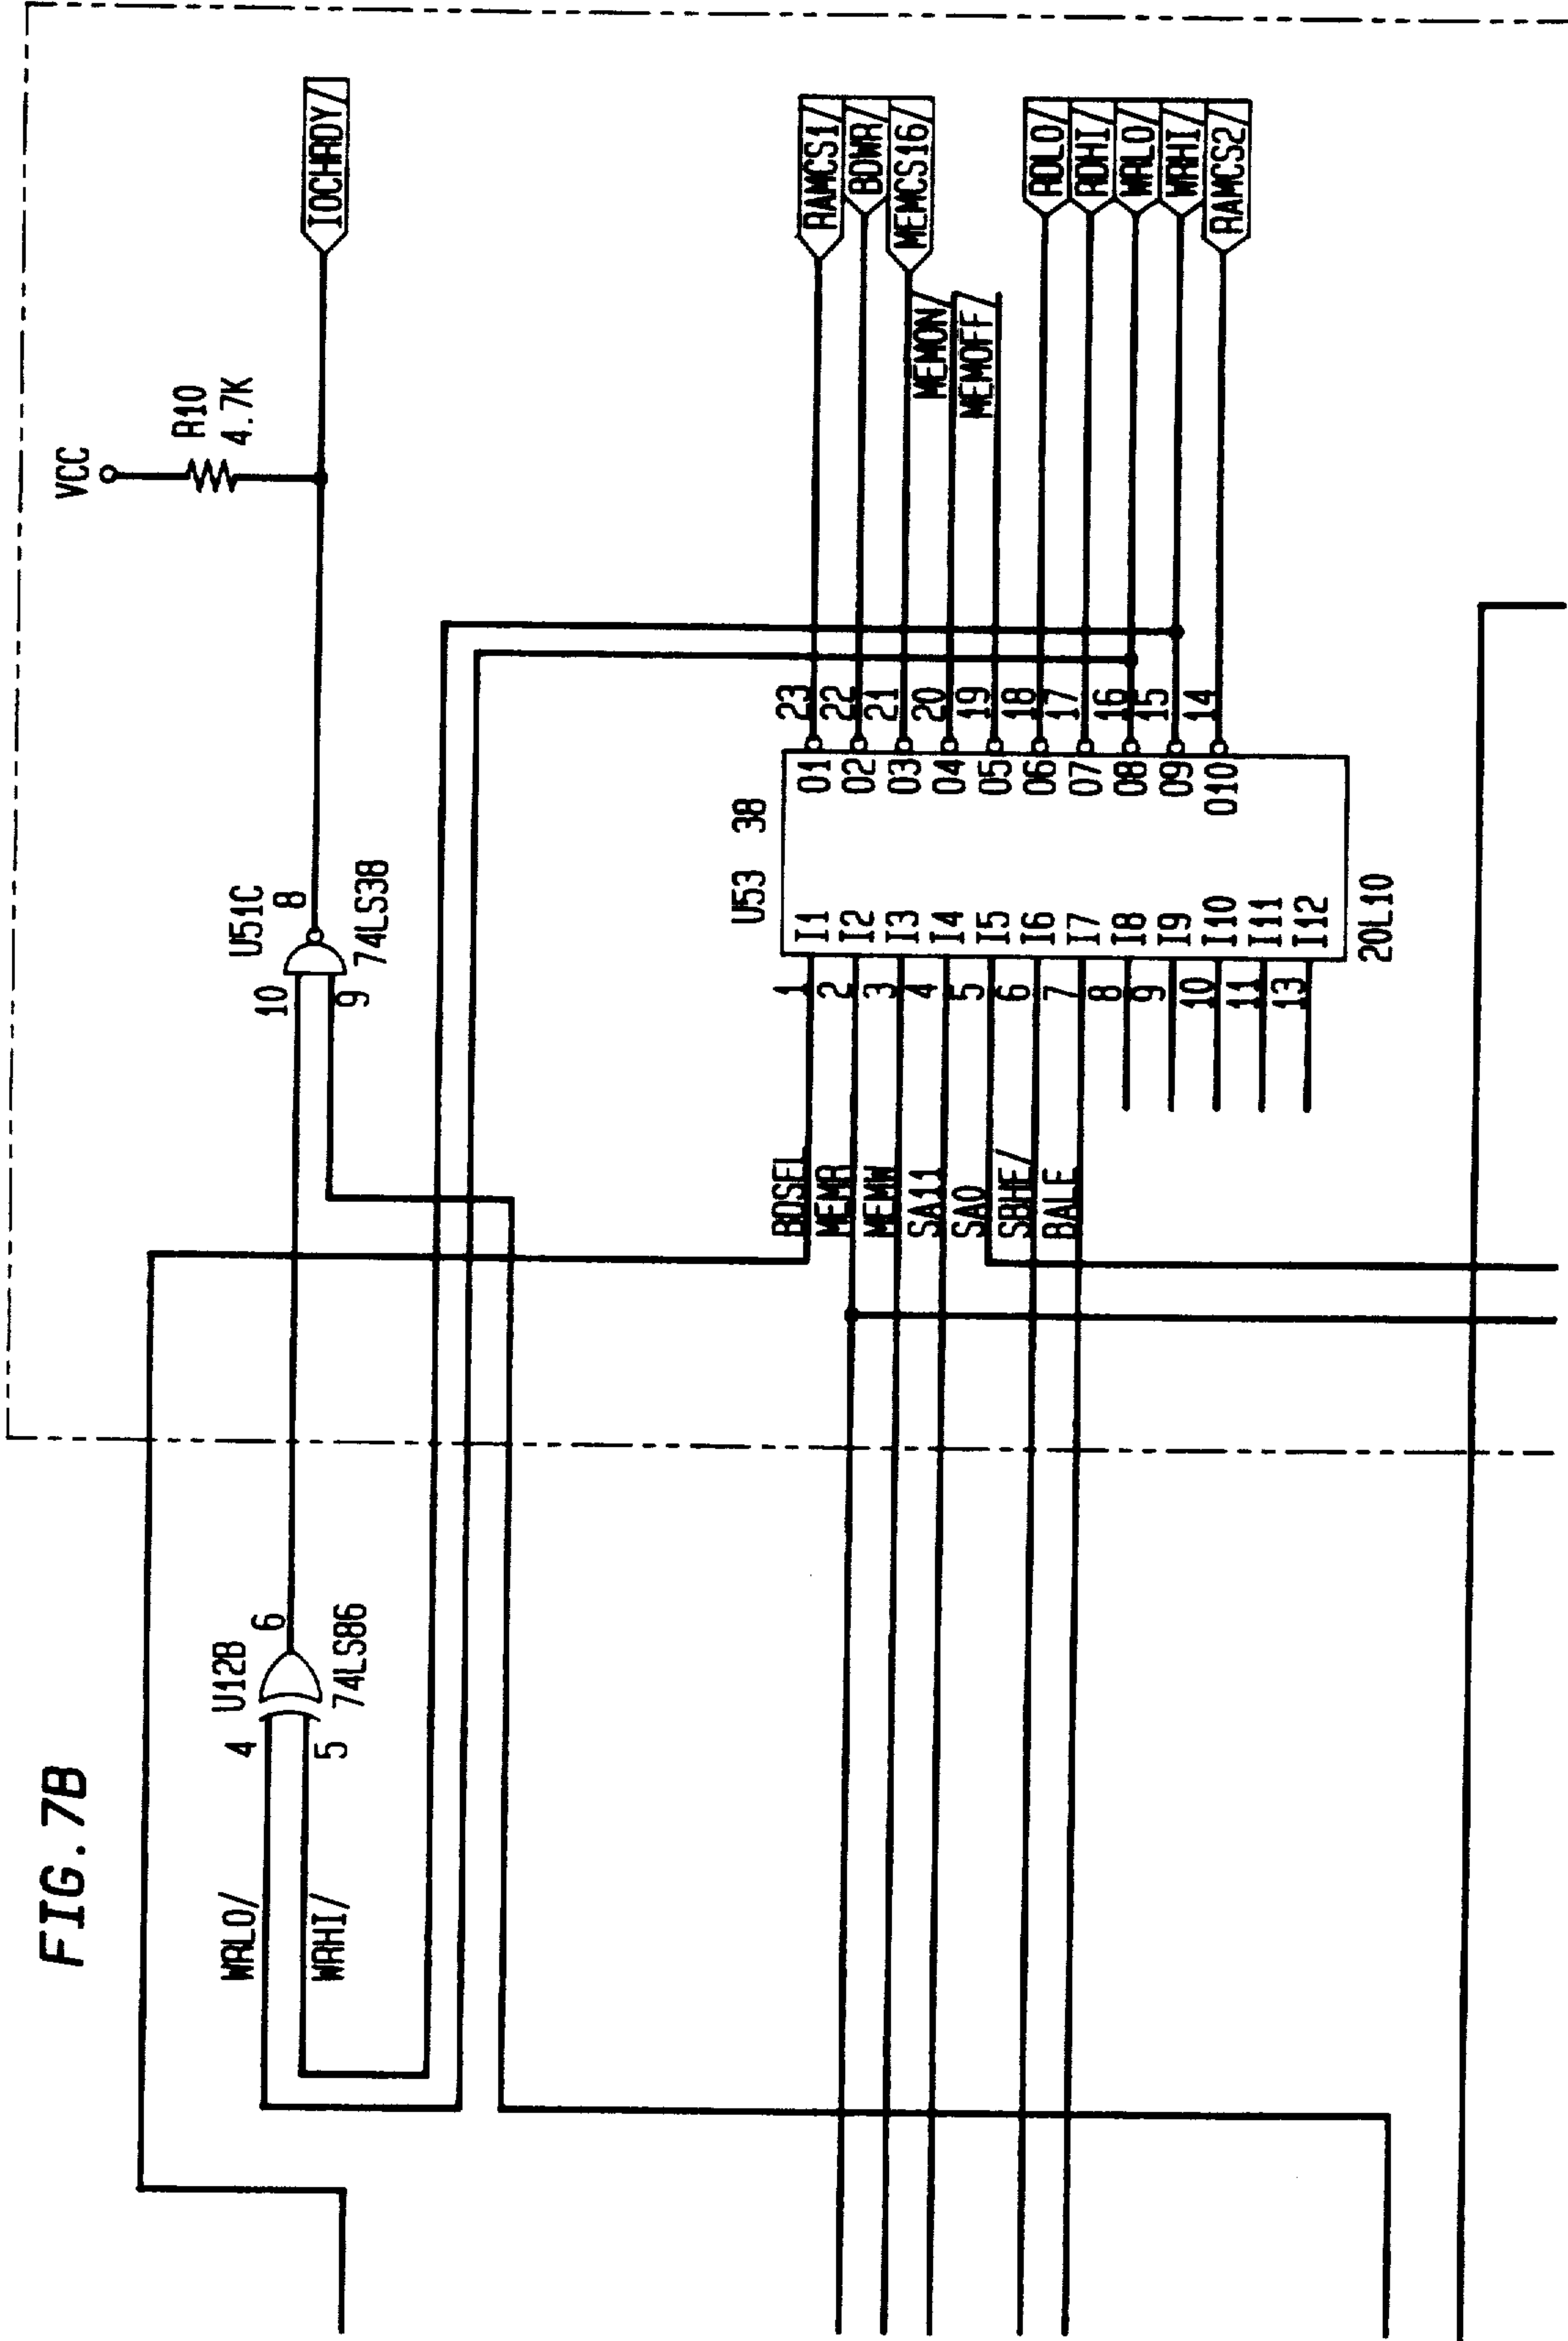 FIG. 7B
WRLO/
WRHI/
4
5
U12B
6
74LS86
10
9
U51C
8
74LS38
VCC
R10
4.7K
IOCHRDY/
U53 38
BDSEL 1 I1 O1 23 RAMCS1/
MEMR 2 I2 O2 22 BDWR/
MEMW 3 I3 O3 21 MEMCS16/
SA11 4 I4 O4 20 MEMON/
SA0 5 I5 O5 19 MEMOFF/
SBHE/ 6 I6 O6 18 RDLO/
BALE 7 I7 O7 17 RDHI/
8 I8 O8 16 WRLO/
9 I9 O9 15 WRHI/
10 I10 O10 14 RAMCS2/
11 I11
13 I12
20L10